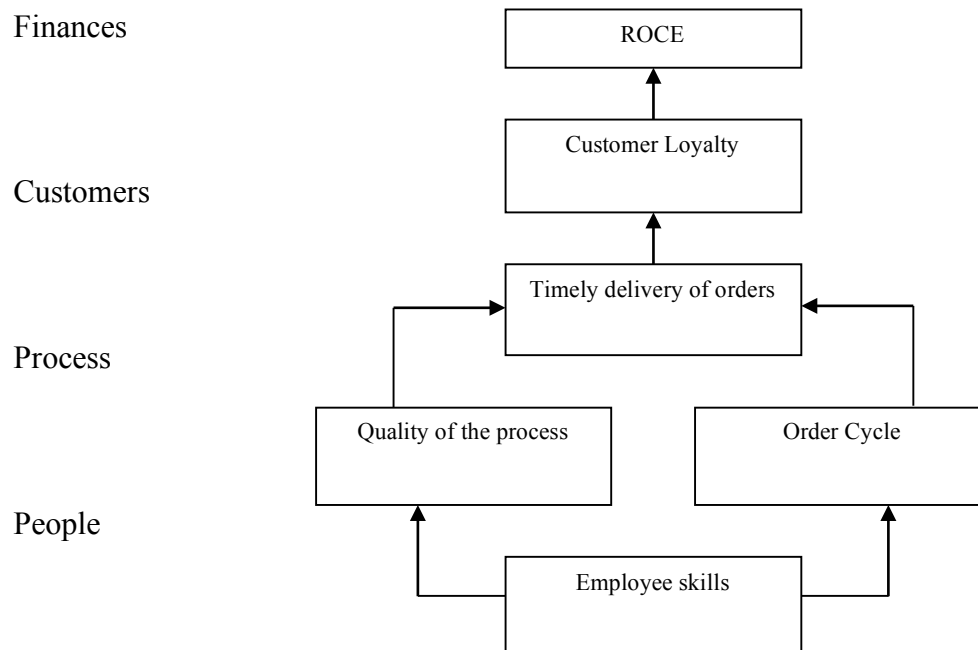 Finances
ROCE
Customer Loyalty
Customers
Timely delivery of orders
Process
Quality of the process
Order Cycle
People
Employee skills